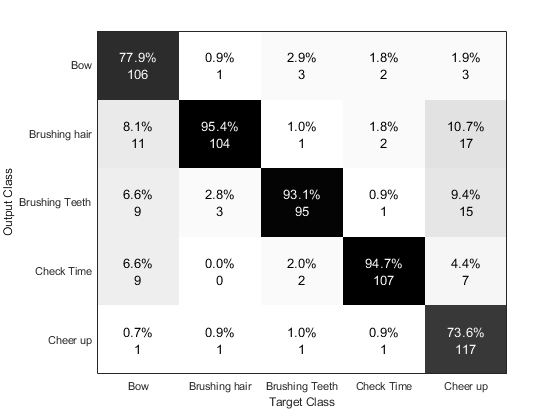 77.9% 0.9% 2.9% 1.8% 1.9%
Bow
106 1 3 2 3
8.1% 95.4% 1.0% 1.8% 10.7%
Brushing hair
11 104 1 2 17
6.6% 2.8% 93.1% 0.9% 9.4%
Brushing Teeth
9 3 95 1 15
6.6% 0.0% 2.0% 94.7% 4.4%
Check Time
9 0 2 107 7
0.7% 0.9% 1.0% 0.9% 73.6%
Cheer up
1 1 1 1 117
Output Class
Bow Brushing hair Brushing Teeth Check Time Cheer up
Target Class